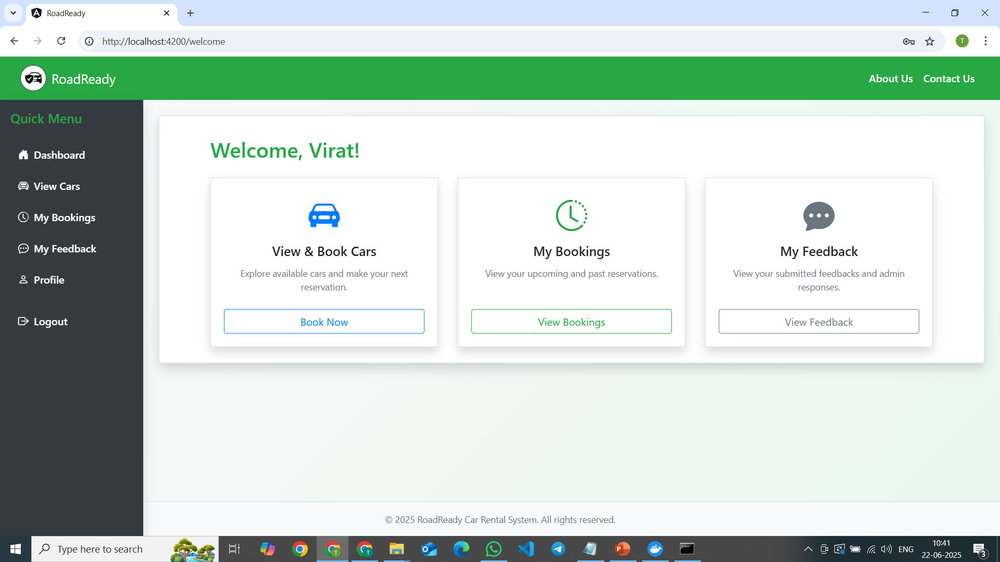 RoadReady
http://localhost:4200/welcome
T
RoadReady
About Us
Contact Us
Quick Menu
Dashboard
View Cars
My Bookings
My Feedback
Profile
Logout
Welcome, Virat!
View & Book Cars
Explore available cars and make your next
reservation.
Book Now
My Bookings
View your upcoming and past reservations.
View Bookings
My Feedback
View your submitted feedbacks and admin
responses.
View Feedback
© 2025 RoadReady Car Rental System. All rights reserved.
Type here to search
ENG
10:41
22-06-2025
3